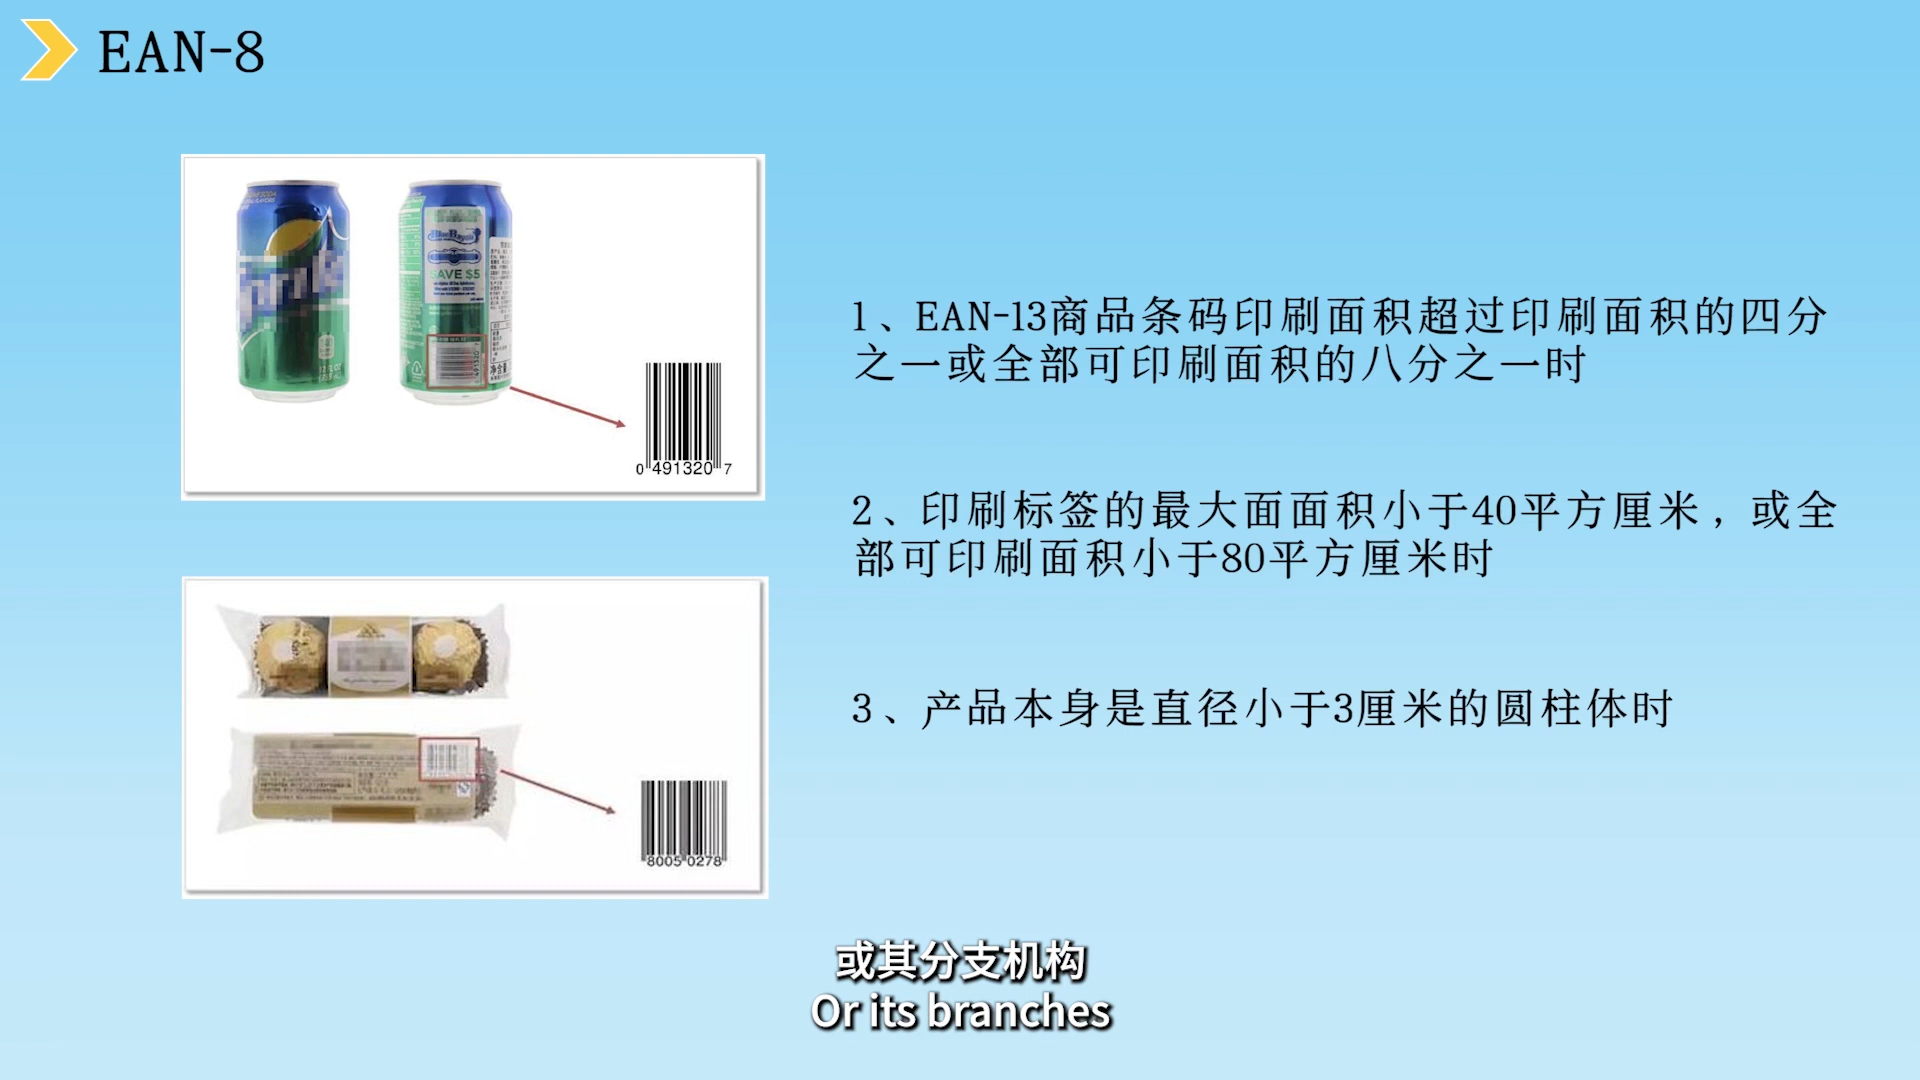 EAN-8
SAVE $5
0 491320 7
1、EAN-13商品条码印刷面积超过印刷面积的四分
之一或全部可印刷面积的八分之一时
2、印刷标签的最大面面积小于40平方厘米，或全
部可印刷面积小于80平方厘米时
3、产品本身是直径小于3厘米的圆柱体时
8005 0278
或其分支机构
Or its branches